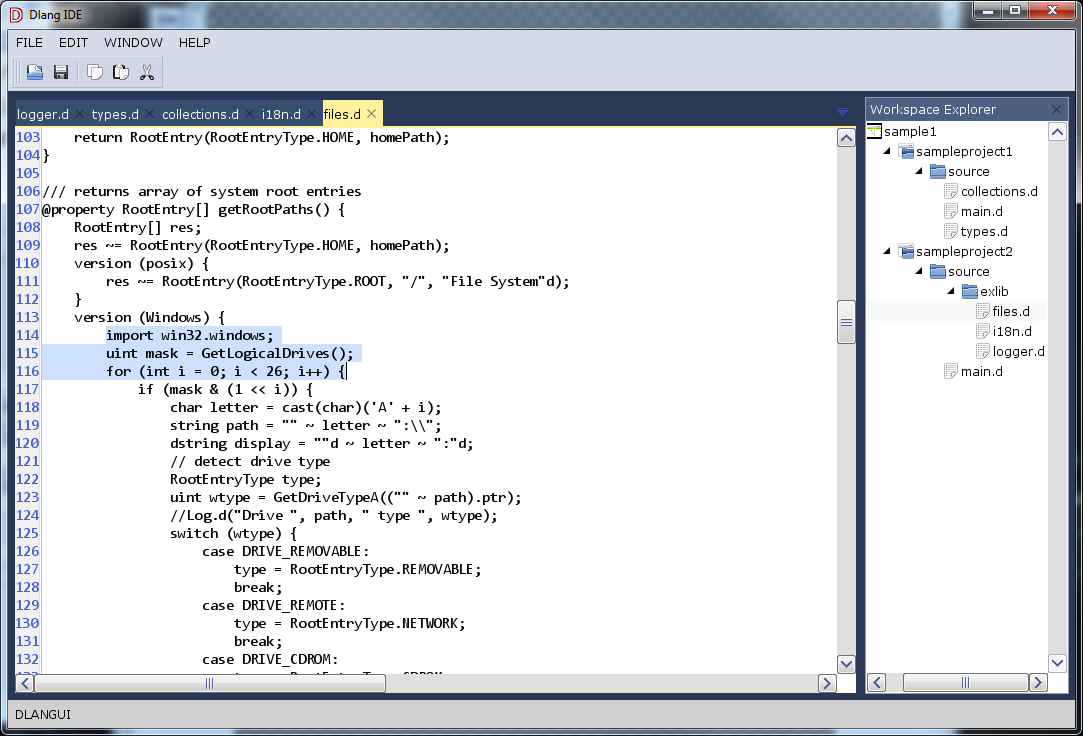 Dlang IDE
FILE EDIT WINDOW HELP
logger.d types.d collections.d i18n.d files.d
103     return RootEntry(RootEntryType.HOME, homePath);
104 }
105
106 /// returns array of system root entries
107 @property RootEntry[] getRootPaths() {
108     RootEntry[] res;
109     res ~= RootEntry(RootEntryType.HOME, homePath);
110     version (posix) {
111         res ~= RootEntry(RootEntryType.ROOT, "/", "File System"d);
112     }
113     version (Windows) {
114         import win32.windows;
115         uint mask = GetLogicalDrives();
116         for (int i = 0; i < 26; i++) {
117             if (mask & (1 << i)) {
118                 char letter = cast(char)('A' + i);
119                 string path = "" ~ letter ~ ":\\";
120                 dstring display = ""d ~ letter ~ ":"d;
121                 // detect drive type
122                 RootEntryType type;
123                 uint wtype = GetDriveTypeA(("" ~ path).ptr);
124                 //Log.d("Drive ", path, " type ", wtype);
125                 switch (wtype) {
126                     case DRIVE_REMOVABLE:
127                         type = RootEntryType.REMOVABLE;
128                         break;
129                     case DRIVE_REMOTE:
130                         type = RootEntryType.NETWORK;
131                         break;
132                     case DRIVE_CDROM:
Workspace Explorer
sample1
sampleproject1
source
collections.d
main.d
types.d
sampleproject2
source
exlib
files.d
i18n.d
logger.d
main.d
DLANGUI